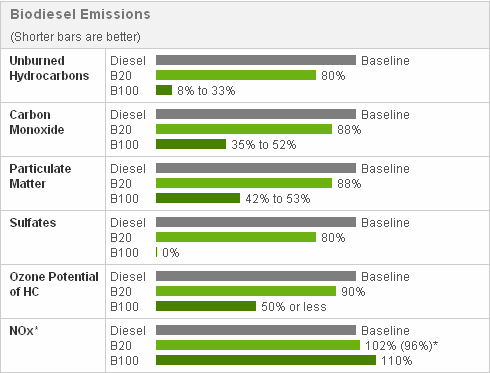 Biodiesel Emissions
(Shorter bars are better)
Unburned Hydrocarbons
Diesel Baseline
B20 80%
B100 8% to 33%
Carbon Monoxide
Diesel Baseline
B20 88%
B100 35% to 52%
Particulate Matter
Diesel Baseline
B20 88%
B100 42% to 53%
Sulfates
Diesel Baseline
B20 80%
B100 0%
Ozone Potential of HC
Diesel Baseline
B20 90%
B100 50% or less
NOx*
Diesel Baseline
B20 102% (96%)*
B100 110%